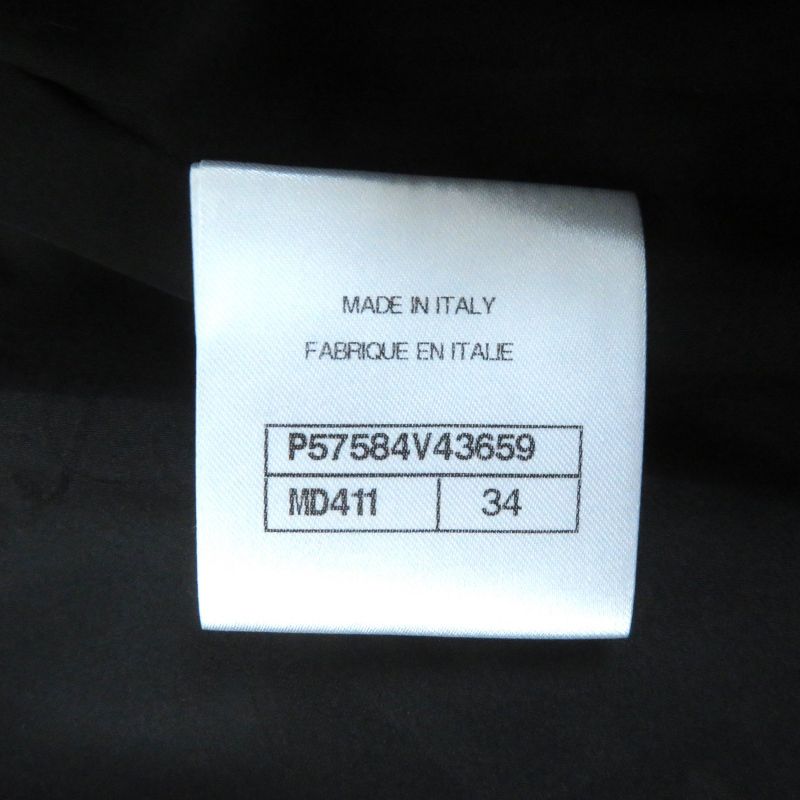 MADE IN ITALY
FABRIQUE EN ITALIE
P57584V43659
MD411 34